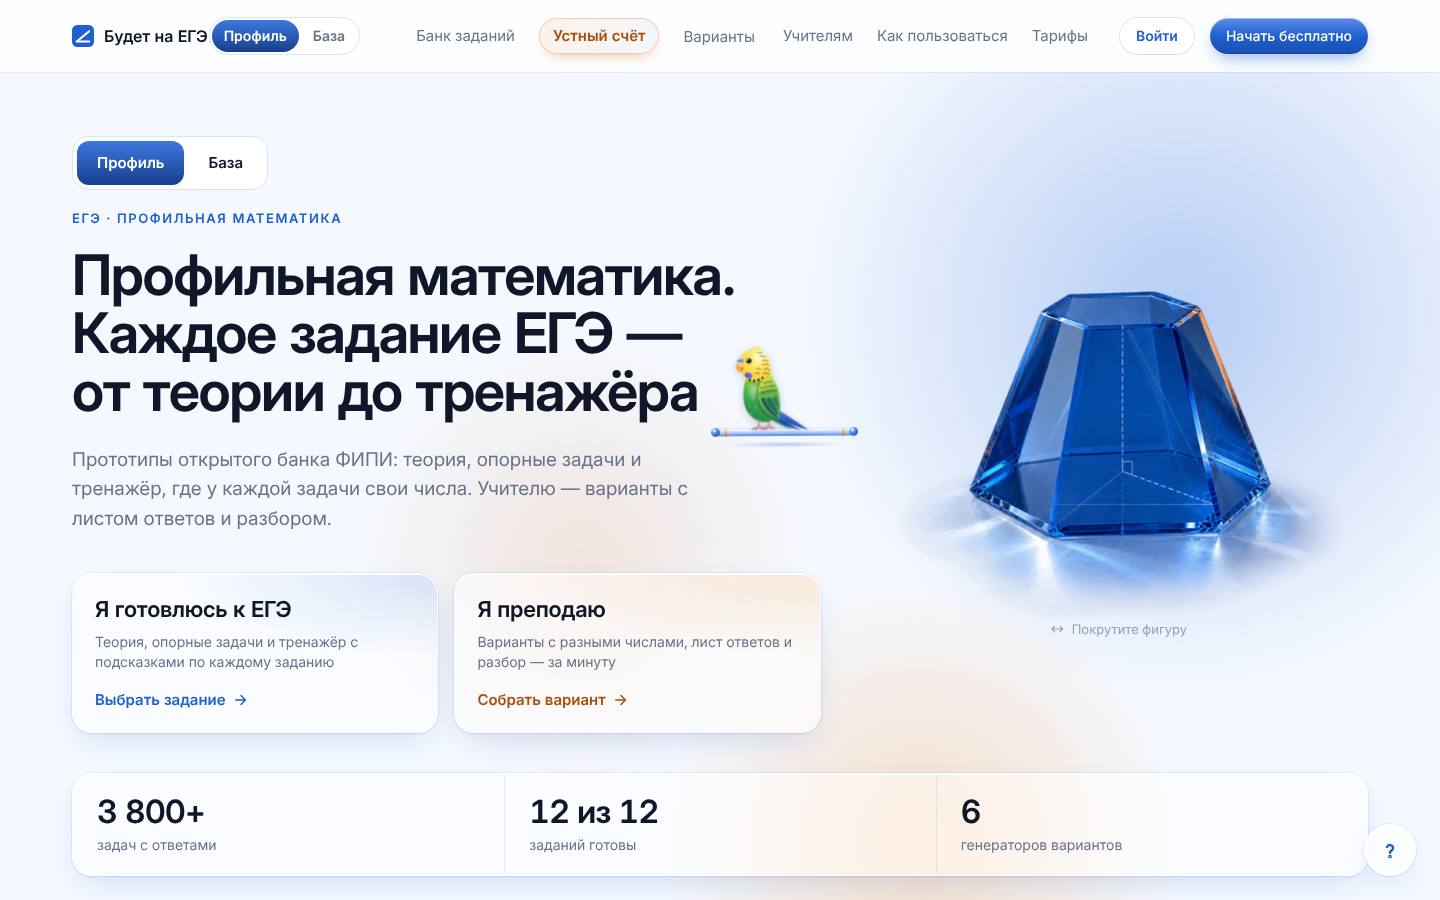 Будет на ЕГЭ Профиль База Банк заданий Устный счёт Варианты Учителям Как пользоваться Тарифы Войти Начать бесплатно
Профиль База
ЕГЭ · ПРОФИЛЬНАЯ МАТЕМАТИКА
Профильная математика.
Каждое задание ЕГЭ —
от теории до тренажёра
Прототипы открытого банка ФИПИ: теория, опорные задачи и
тренажёр, где у каждой задачи свои числа. Учителю — варианты с
листом ответов и разбором.
Я готовлюсь к ЕГЭ
Теория, опорные задачи и тренажёр с
подсказками по каждому заданию
Выбрать задание →
Я преподаю
Варианты с разными числами, лист ответов и
разбор — за минуту
Собрать вариант →
↔ Покрутите фигуру
3 800+
задач с ответами
12 из 12
заданий готовы
6
генераторов вариантов
?